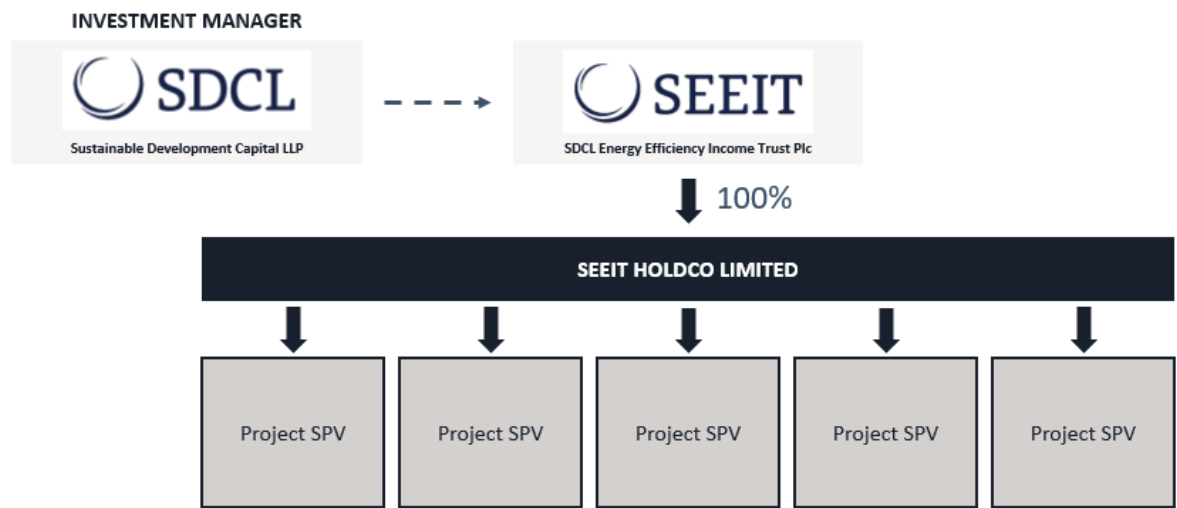 INVESTMENT MANAGER
SDCL
Sustainable Development Capital LLP
SEEIT
SDCL Energy Efficiency Income Trust Plc
100%
SEEIT HOLDCO LIMITED
Project SPV
Project SPV
Project SPV
Project SPV
Project SPV